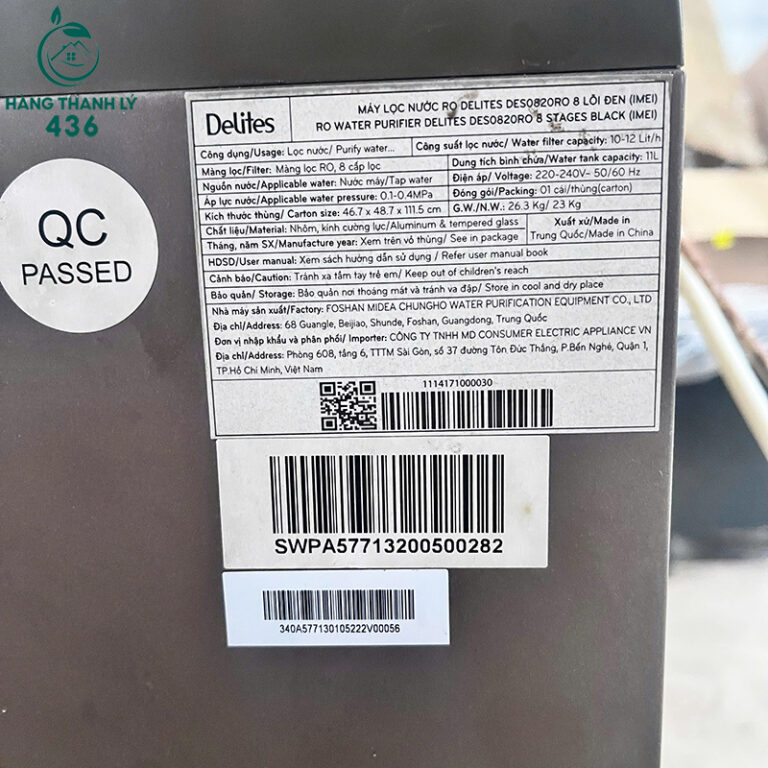 HÀNG THANH LÝ
436
QC
PASSED
Delites
MÁY LỌC NƯỚC RO DELITES DES0820RO 8 LÕI ĐEN (IMEI)
RO WATER PURIFIER DELITES DES0820RO 8 STAGES BLACK (IMEI)
Công dụng/Usage: Lọc nước/ Purify water... Công suất lọc nước/ Water filter capacity: 10-12 Lit/h
Màng lọc/Filter: Màng lọc RO, 8 cấp lọc Dung tích bình chứa/Water tank capacity: 11L
Nguồn nước/Applicable water: Nước máy/Tap water Điện áp/ Voltage: 220-240V~ 50/60 Hz
Áp lực nước/Applicable water pressure: 0.1-0.4MPa Đóng gói/Packing: 01 cái/thùng(carton)
Kích thước thùng/ Carton size: 46.7 x 48.7 x 111.5 cm G.W./N.W.: 26.3 Kg/ 23 Kg
Chất liệu/Material: Nhôm, kính cường lực/Aluminum & tempered glass Xuất xứ/Made in
Tháng, năm SX/Manufacture year: Xem trên vỏ thùng/ See in package Trung Quốc/Made in China
HDSD/User manual: Xem sách hướng dẫn sử dụng / Refer user manual book
Cảnh báo/Caution: Tránh xa tầm tay trẻ em/ Keep out of children's reach
Bảo quản/ Storage: Bảo quản nơi thoáng mát và tránh va đập/ Store in cool and dry place
Nhà máy sản xuất/Factory: FOSHAN MIDEA CHUNGHO WATER PURIFICATION EQUIPMENT CO., LTD
Địa chỉ/Address: 68 Guangle, Beijiao, Shunde, Foshan, Guangdong, Trung Quốc
Đơn vị nhập khẩu và phân phối/ Importer: CÔNG TY TNHH MD CONSUMER ELECTRIC APPLIANCE VN
Địa chỉ/Address: Phòng 608, tầng 6, TTTM Sài Gòn, số 37 đường Tôn Đức Thắng, P.Bến Nghé, Quận 1,
TP.Hồ Chí Minh, Việt Nam
1114171000030
SWPA57713200500282
340A577130105222V00056